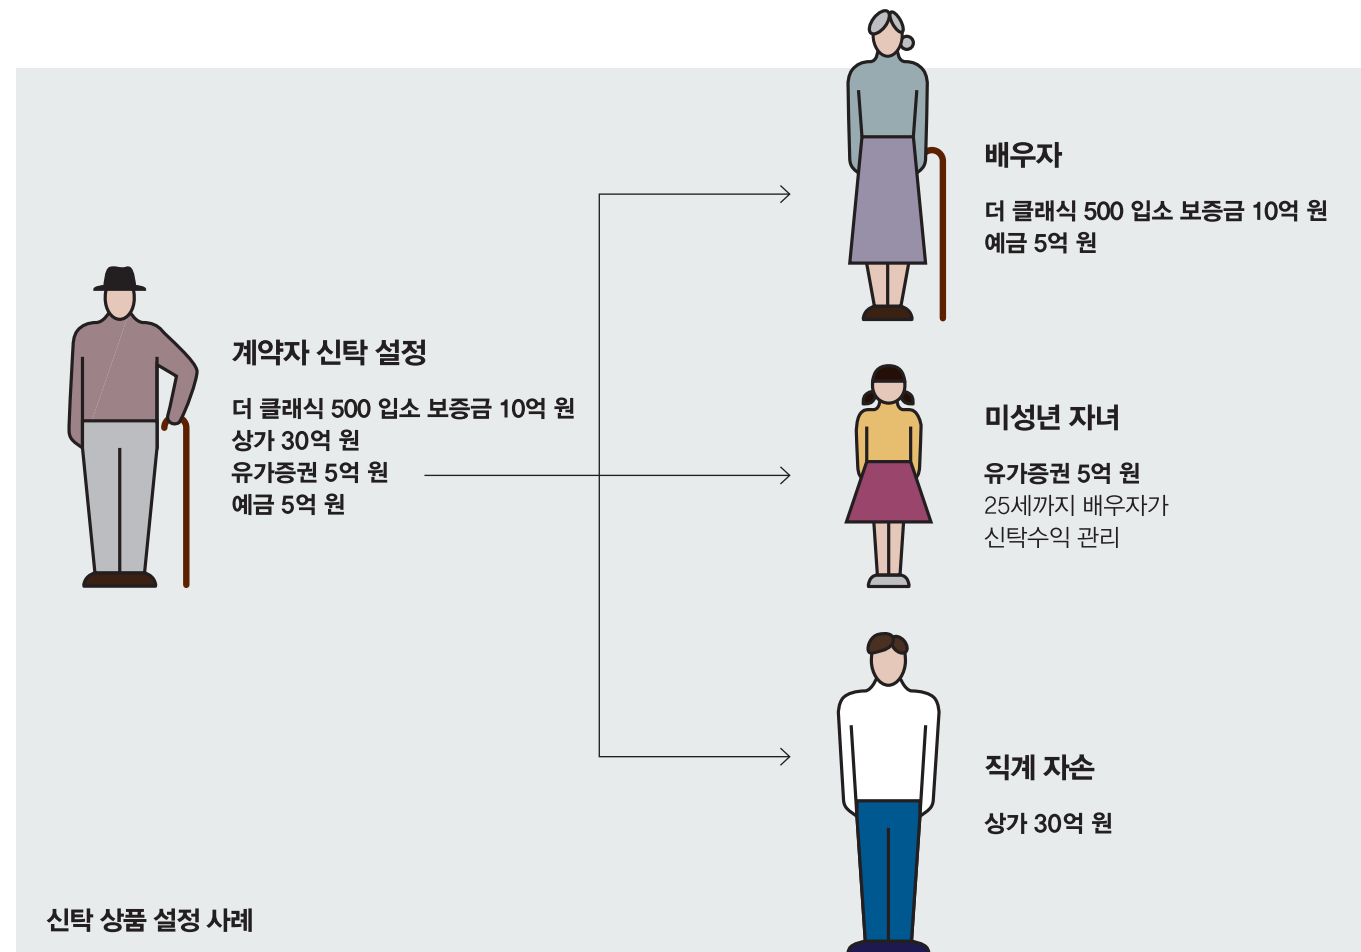 계약자 신탁 설정
더 클래식 500 입소 보증금 10억 원
상가 30억 원
유가증권 5억 원
예금 5억 원
배우자
더 클래식 500 입소 보증금 10억 원
예금 5억 원
미성년 자녀
유가증권 5억 원
25세까지 배우자가
신탁수익 관리
직계 자손
상가 30억 원
신탁 상품 설정 사례